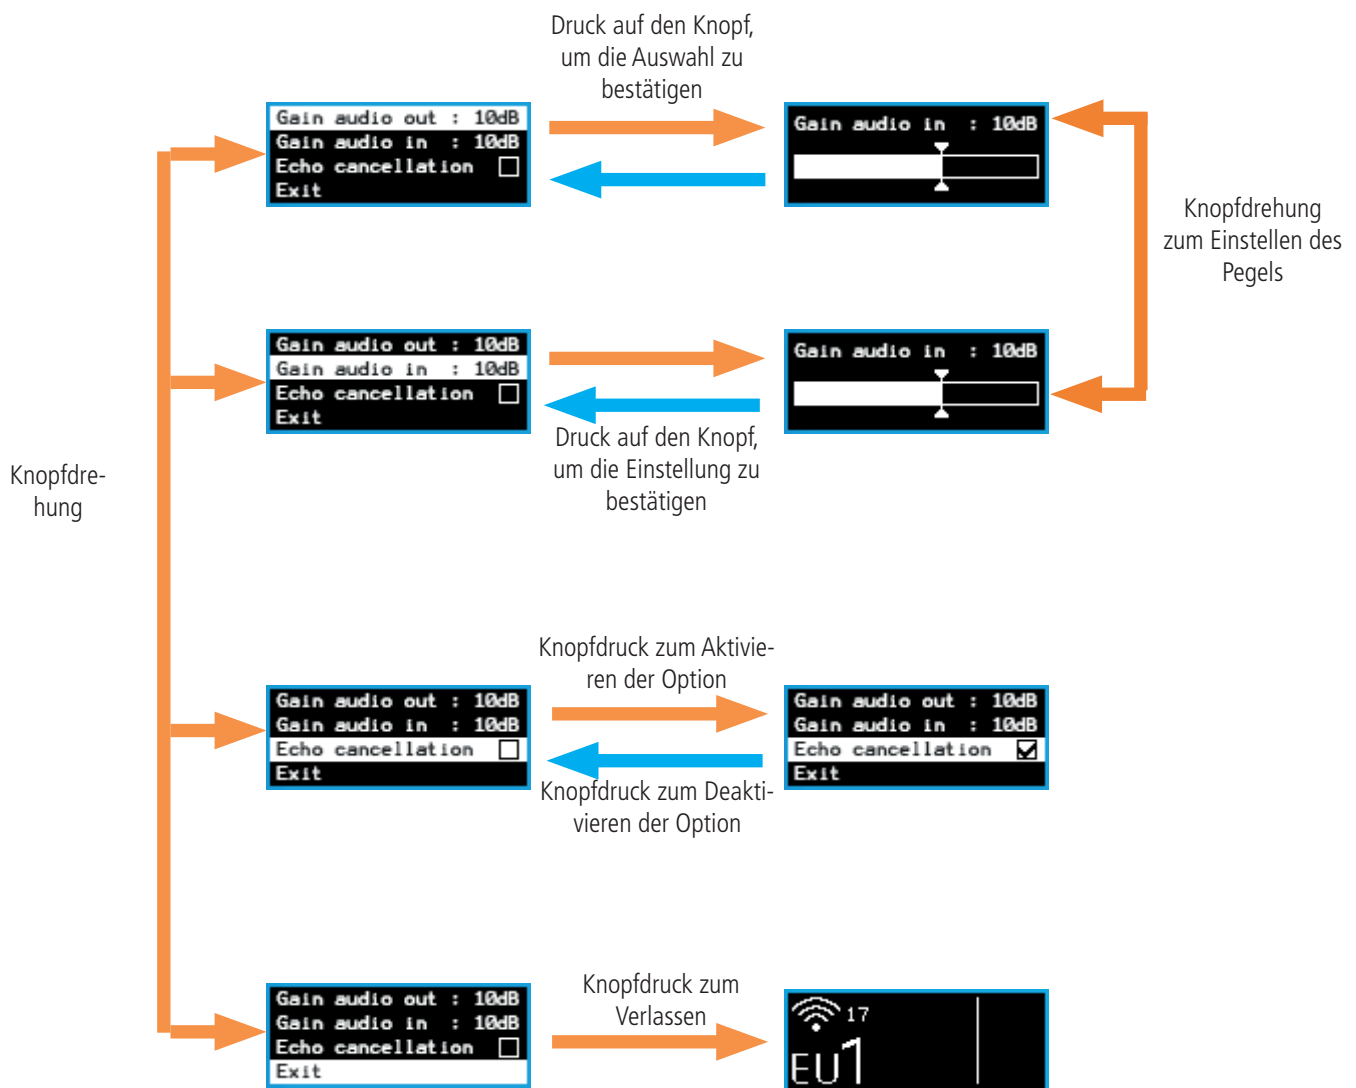 Druck auf den Knopf,
um die Auswahl zu
bestätigen
Gain audio out : 10dB
Gain audio in : 10dB
Echo cancellation
Exit
Gain audio in : 10dB
Knopfdrehung
zum Einstellen des
Pegels
Gain audio out : 10dB
Gain audio in : 10dB
Echo cancellation
Exit
Gain audio in : 10dB
Druck auf den Knopf,
um die Einstellung zu
bestätigen
Knopfdre-
hung
Knopfdruck zum Aktivie-
ren der Option
Gain audio out : 10dB
Gain audio in : 10dB
Echo cancellation
Exit
Gain audio out : 10dB
Gain audio in : 10dB
Echo cancellation
Exit
Knopfdruck zum Deakti-
vieren der Option
Gain audio out : 10dB
Gain audio in : 10dB
Echo cancellation
Exit
Knopfdruck zum
Verlassen
17
EU1